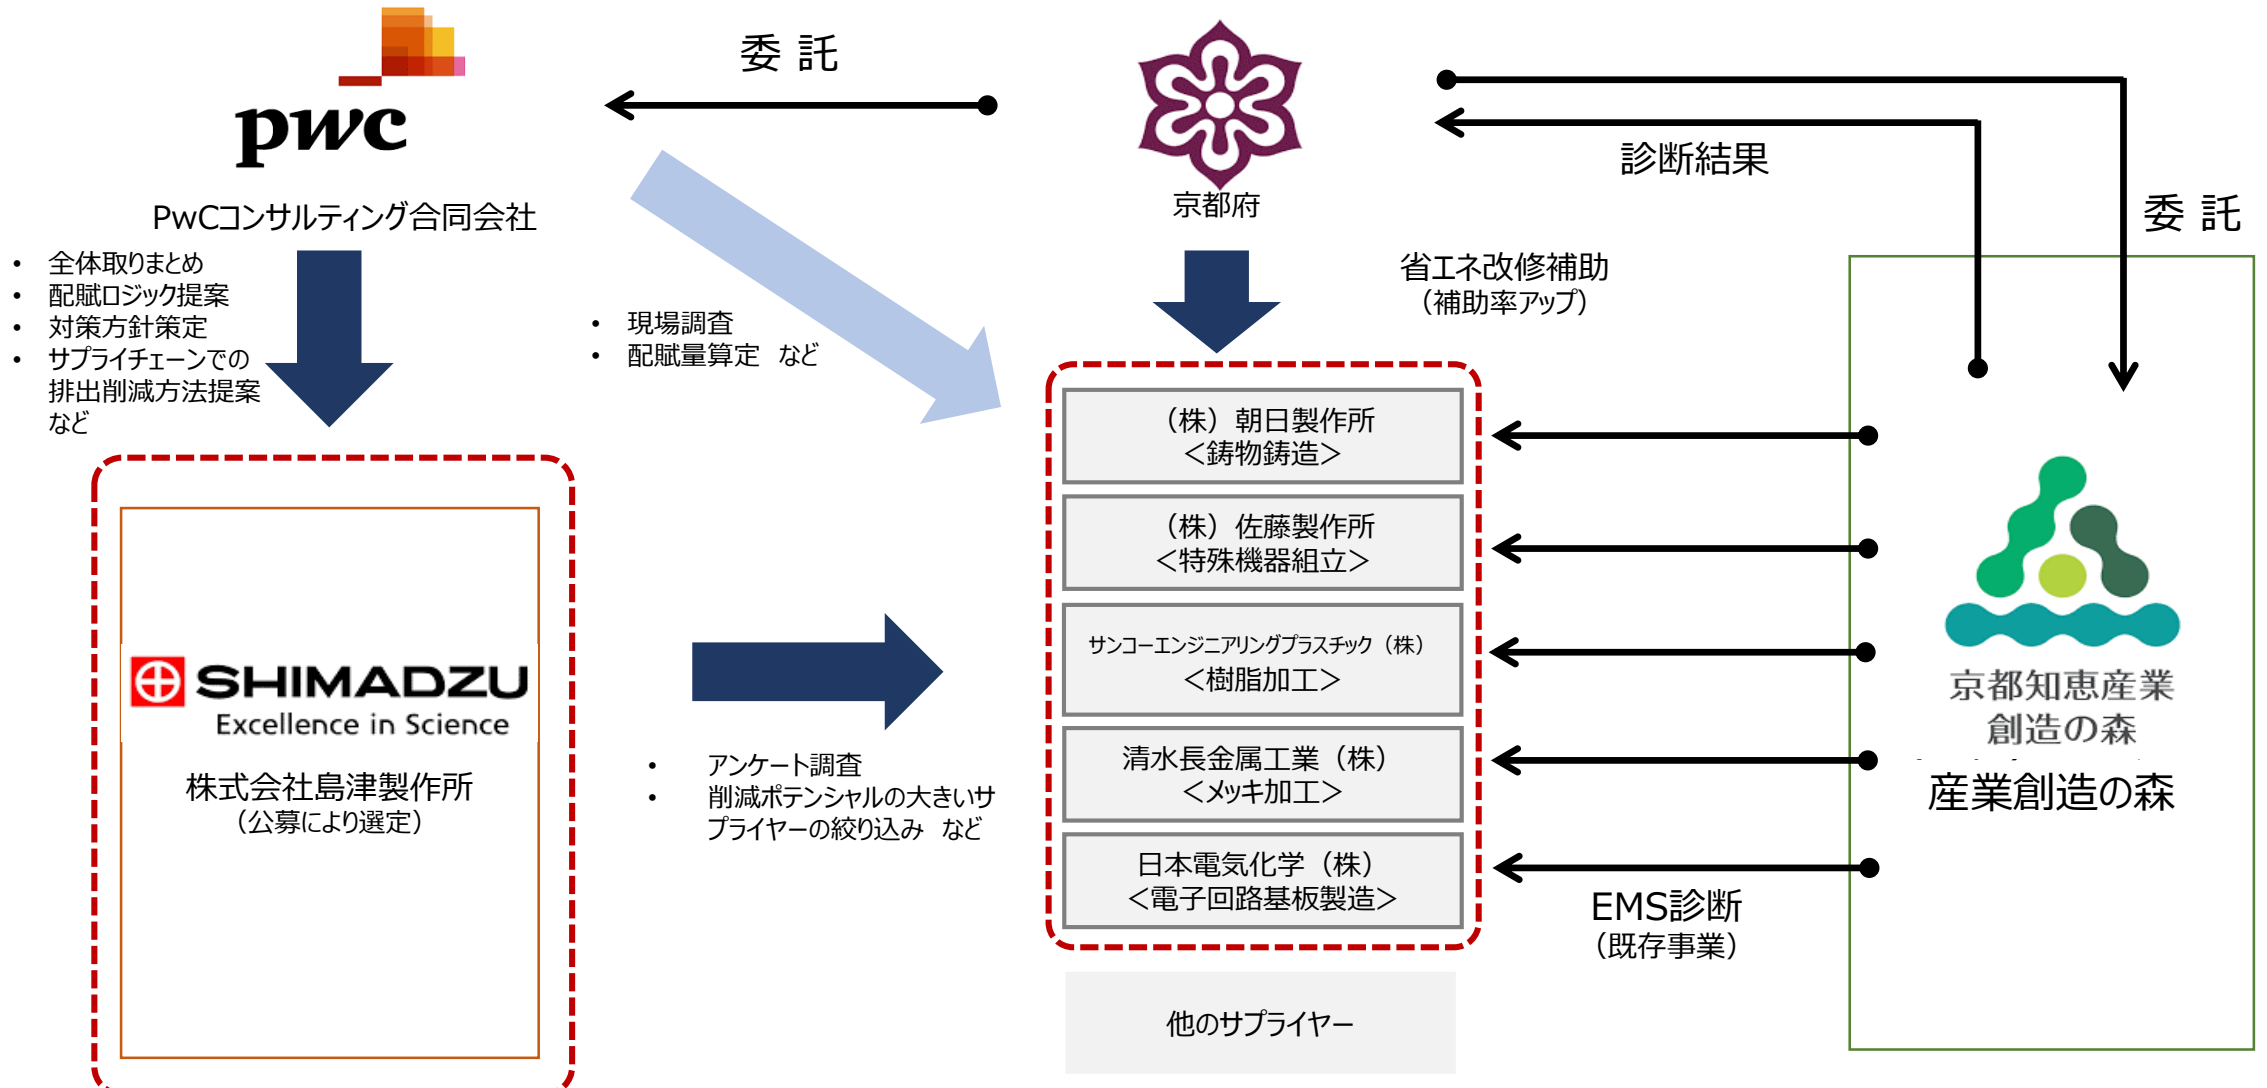 pwc
PwCコンサルティング合同会社
委 託
京都府
診断結果
委 託
• 全体取りまとめ
• 配賦ロジック提案
• 対策方針策定
• サプライチェーンでの
排出削減方法提案
など
• 現場調査
• 配賦量算定 など
省エネ改修補助
（補助率アップ）
SHIMADZU
Excellence in Science
株式会社島津製作所
（公募により選定）
• アンケート調査
• 削減ポテンシャルの大きいサ
プライヤーの絞り込み など
（株）朝日製作所
＜鋳物鋳造＞
（株）佐藤製作所
＜特殊機器組立＞
サンコーエンジニアリングプラスチック（株）
＜樹脂加工＞
清水長金属工業（株）
＜メッキ加工＞
日本電気化学（株）
＜電子回路基板製造＞
他のサプライヤー
EMS診断
（既存事業）
京都知恵産業
創造の森
産業創造の森